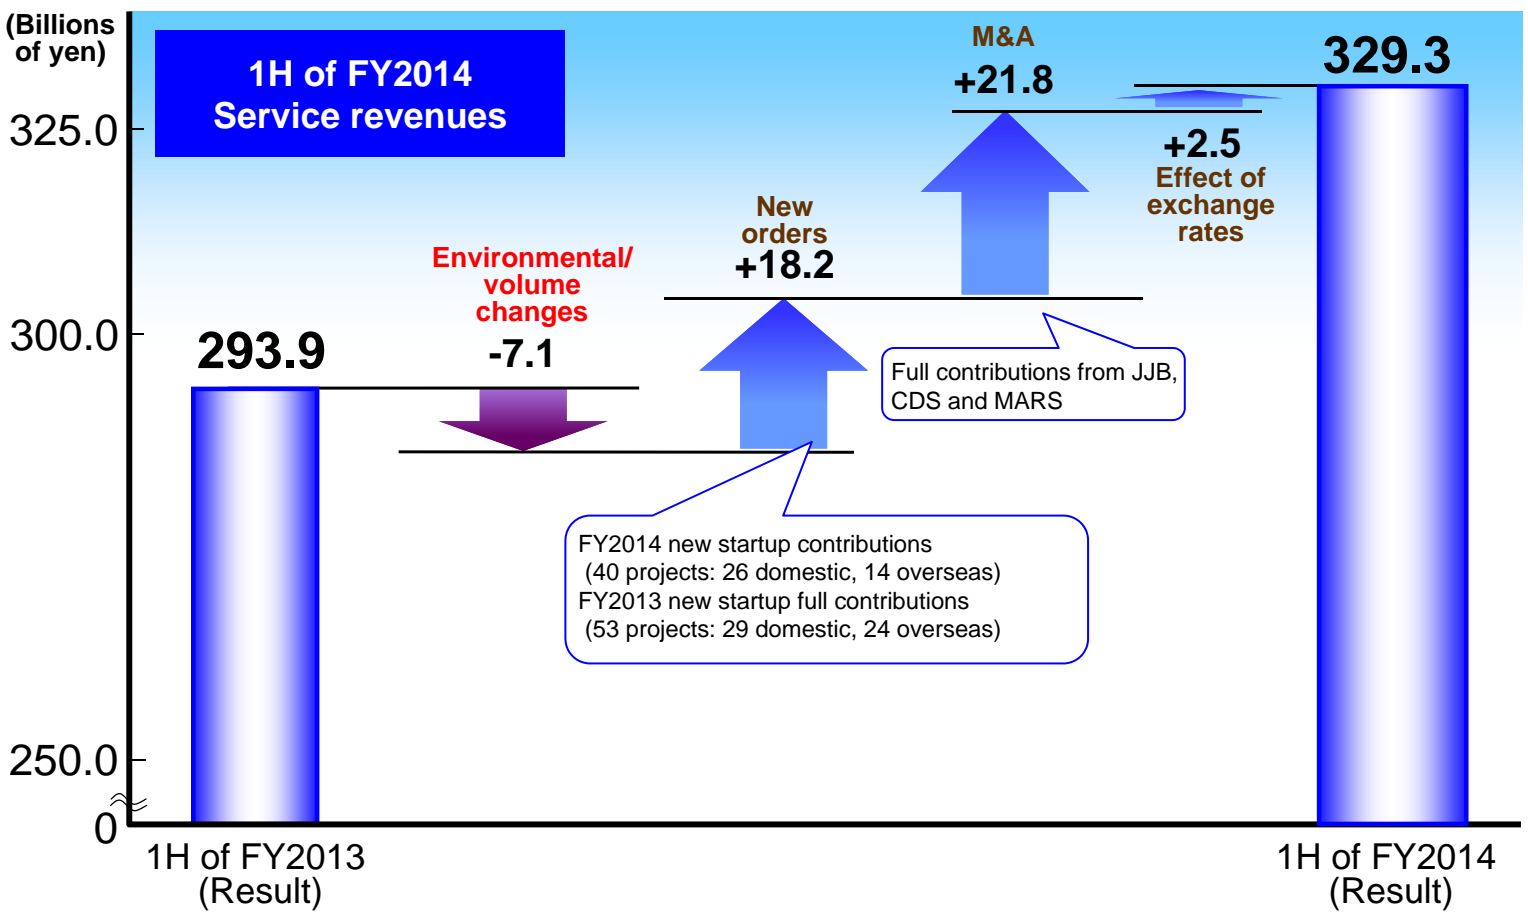 (Billions
of yen)
1H of FY2014
Service revenues
M&A
+21.8
329.3
325.0
+2.5
Effect of
exchange
rates
New
orders
+18.2
Environmental/
volume
changes
-7.1
300.0
293.9
Full contributions from JJB,
CDS and MARS
FY2014 new startup contributions
(40 projects: 26 domestic, 14 overseas)
FY2013 new startup full contributions
(53 projects: 29 domestic, 24 overseas)
250.0
0
1H of FY2013
(Result)
1H of FY2014
(Result)